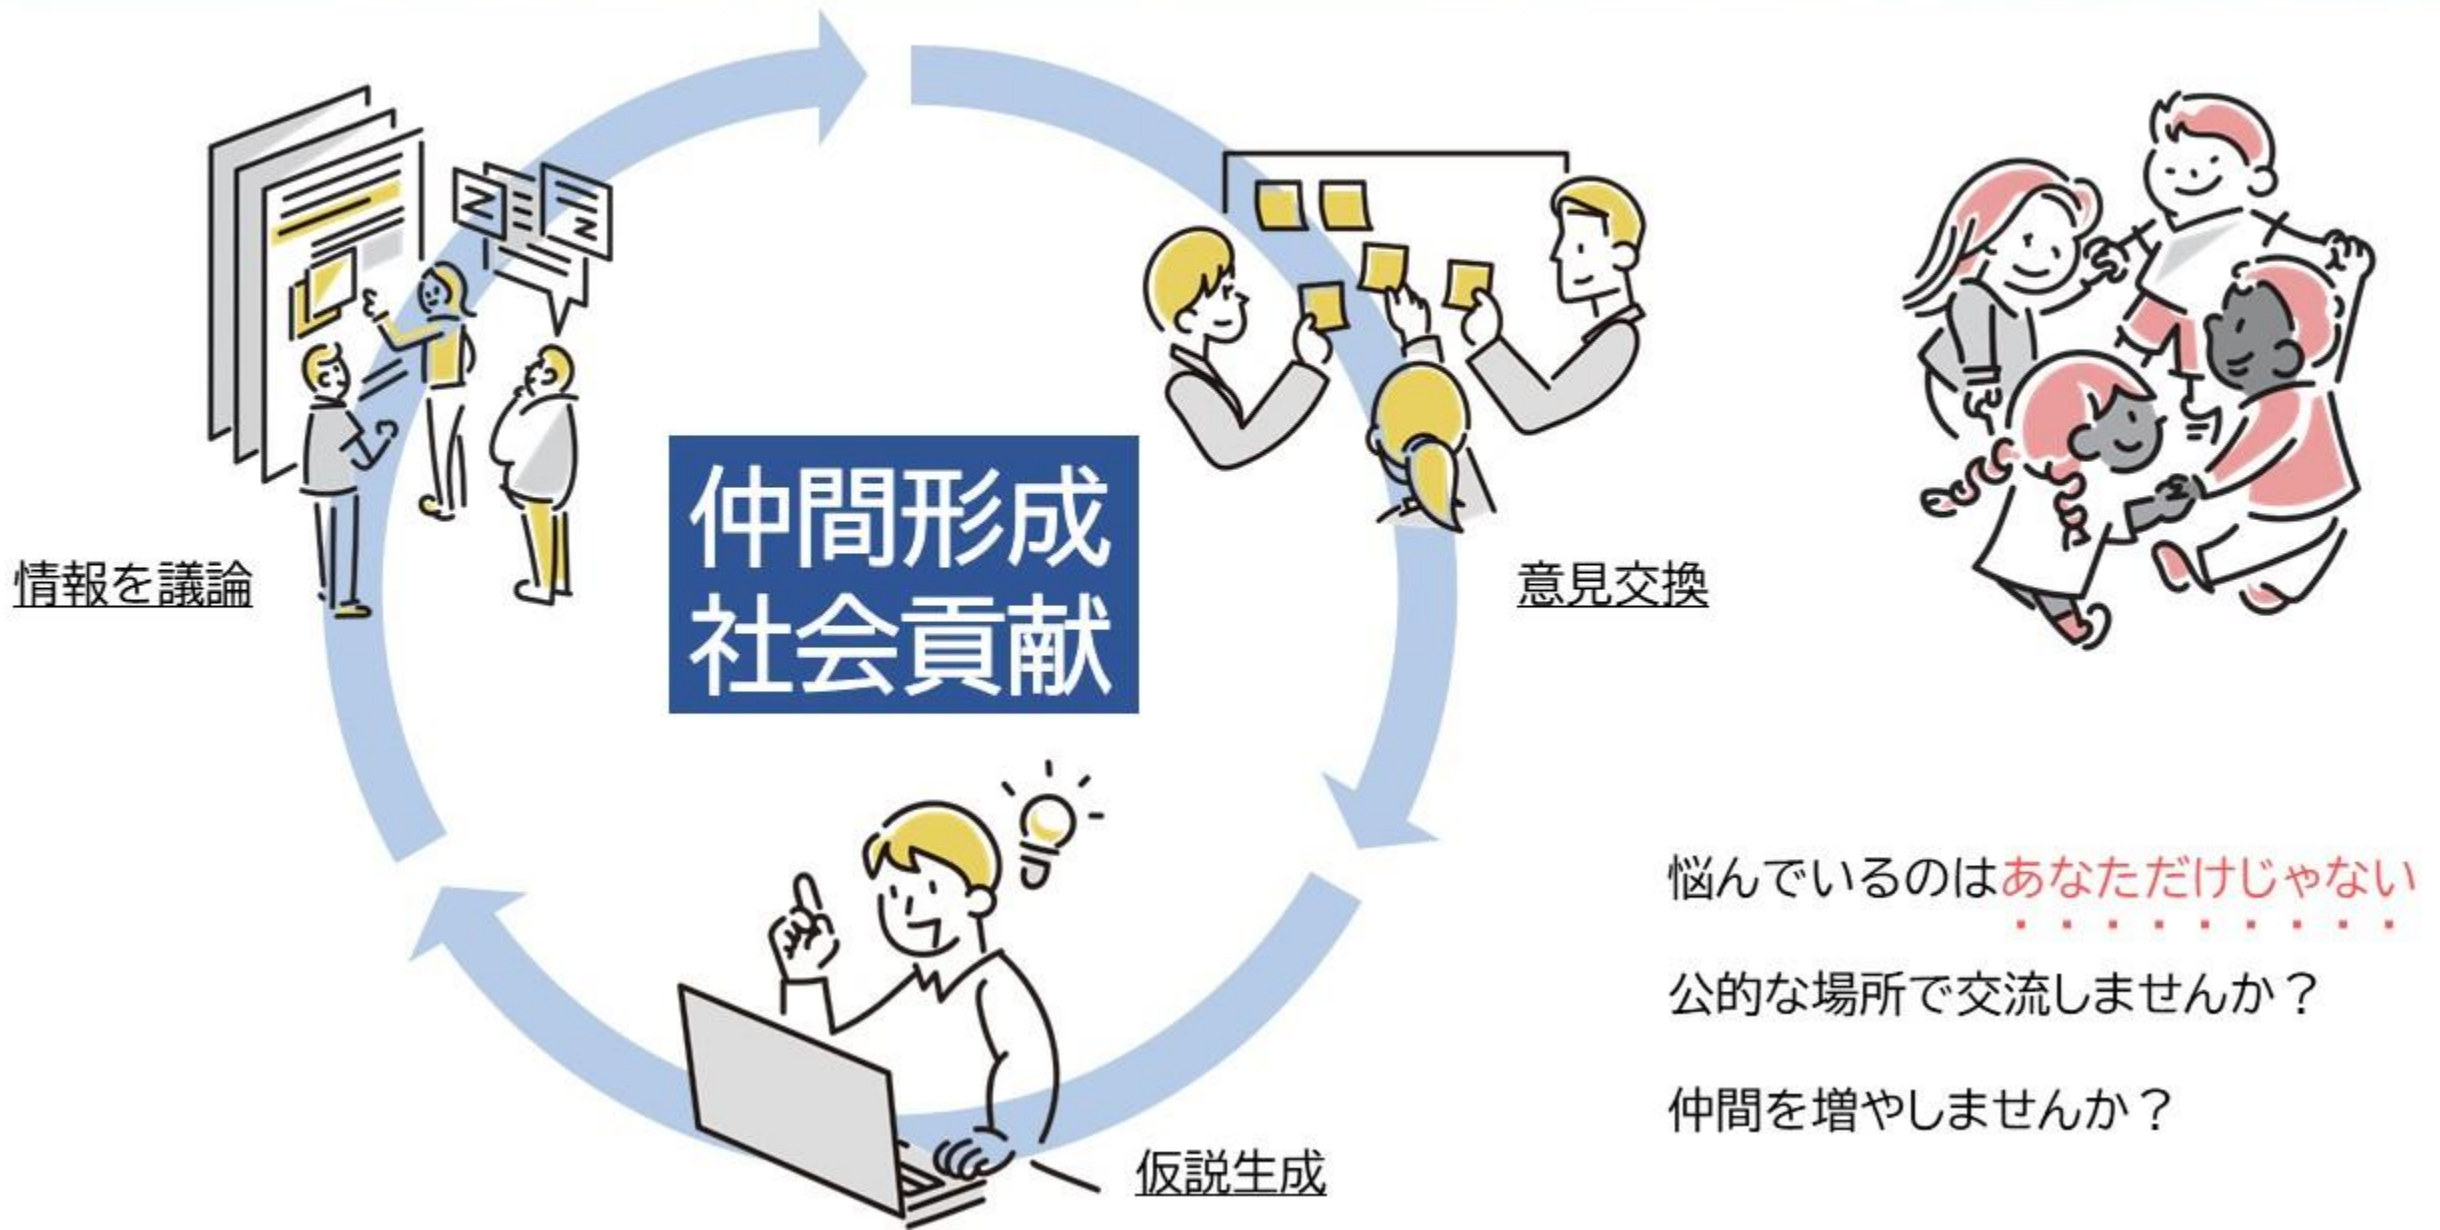 情報を議論
仲間形成
社会貢献
意見交換
仮説生成
悩んでいるのはあなただけじゃない
公的な場所で交流しませんか？
仲間を増やしませんか？